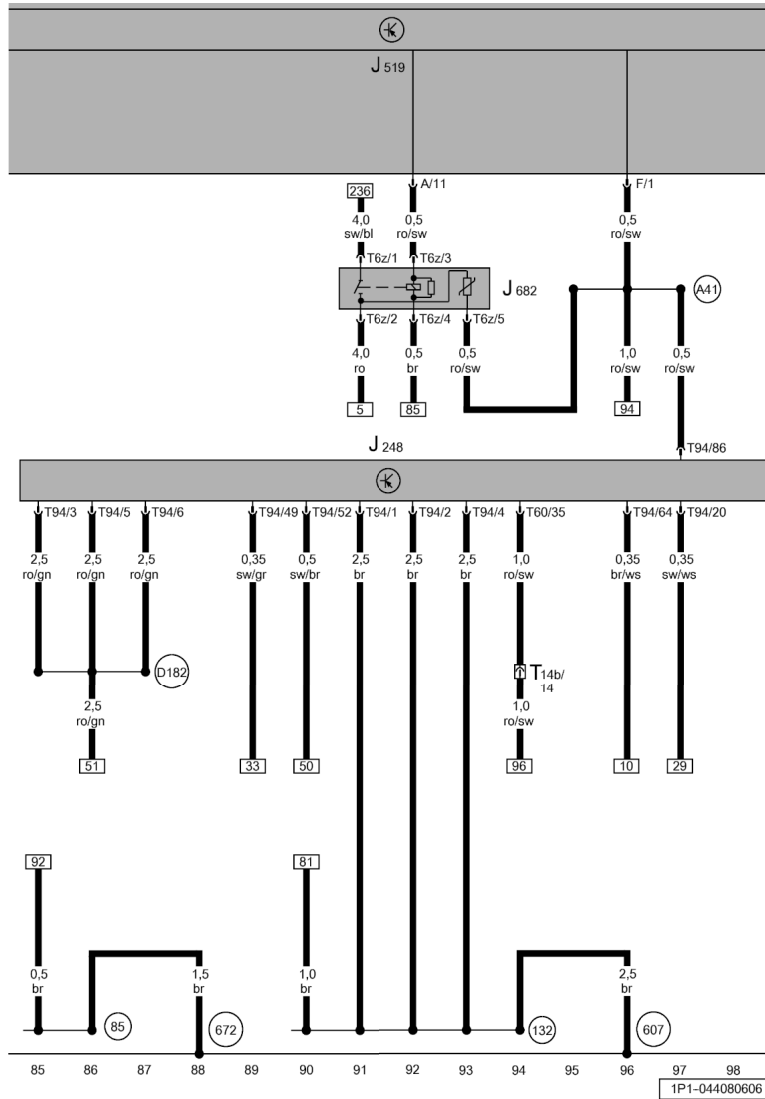 J 519
236
A/11
F/1
4,0
sw/bl
0,5
ro/sw
0,5
ro/sw
T6z/1
T6z/3
J 682
A41
T6z/2
T6z/4
T6z/5
4,0
ro
0,5
br
0,5
ro/sw
1,0
ro/sw
0,5
ro/sw
5
85
94
J 248
T94/86
T94/3
T94/5
T94/6
T94/49
T94/52
T94/1
T94/2
T94/4
T60/35
T94/64
T94/20
2,5
ro/gn
2,5
ro/gn
2,5
ro/gn
0,35
sw/gr
0,5
sw/br
2,5
br
2,5
br
2,5
br
1,0
ro/sw
0,35
br/ws
0,35
sw/ws
D182
T14b/
14
2,5
ro/gn
1,0
ro/sw
51
33
50
96
10
29
92
81
0,5
br
1,5
br
1,0
br
2,5
br
85
672
132
607
85 86 87 88 89 90 91 92 93 94 95 96 97 98
1P1-044080606